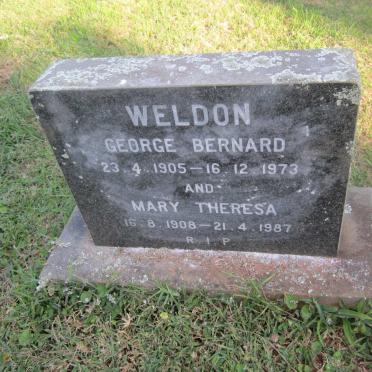 WELDON
GEORGE BERNARD
23.4.1905-16.12.1973
AND
MARY THERESA
16.8.1908-21.4.1987
R.I.P